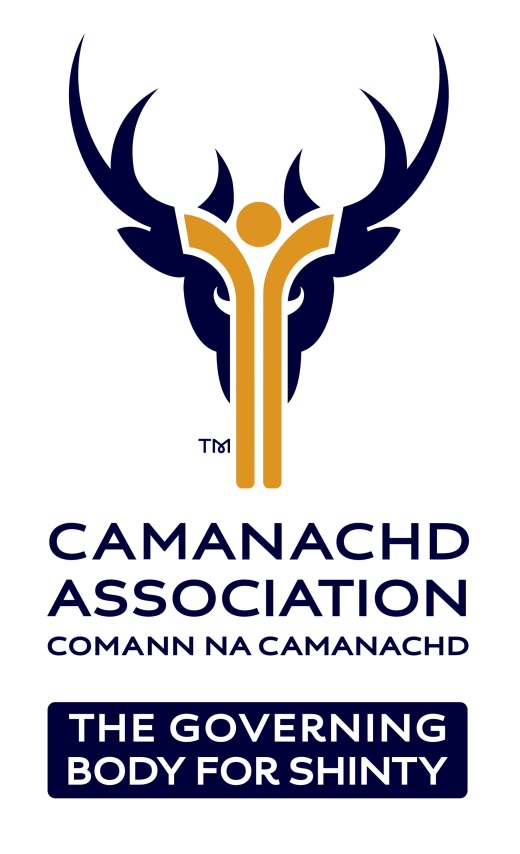 TM
CAMANACHD
ASSOCIATION
COMANN NA CAMANACHD
THE GOVERNING
BODY FOR SHINTY